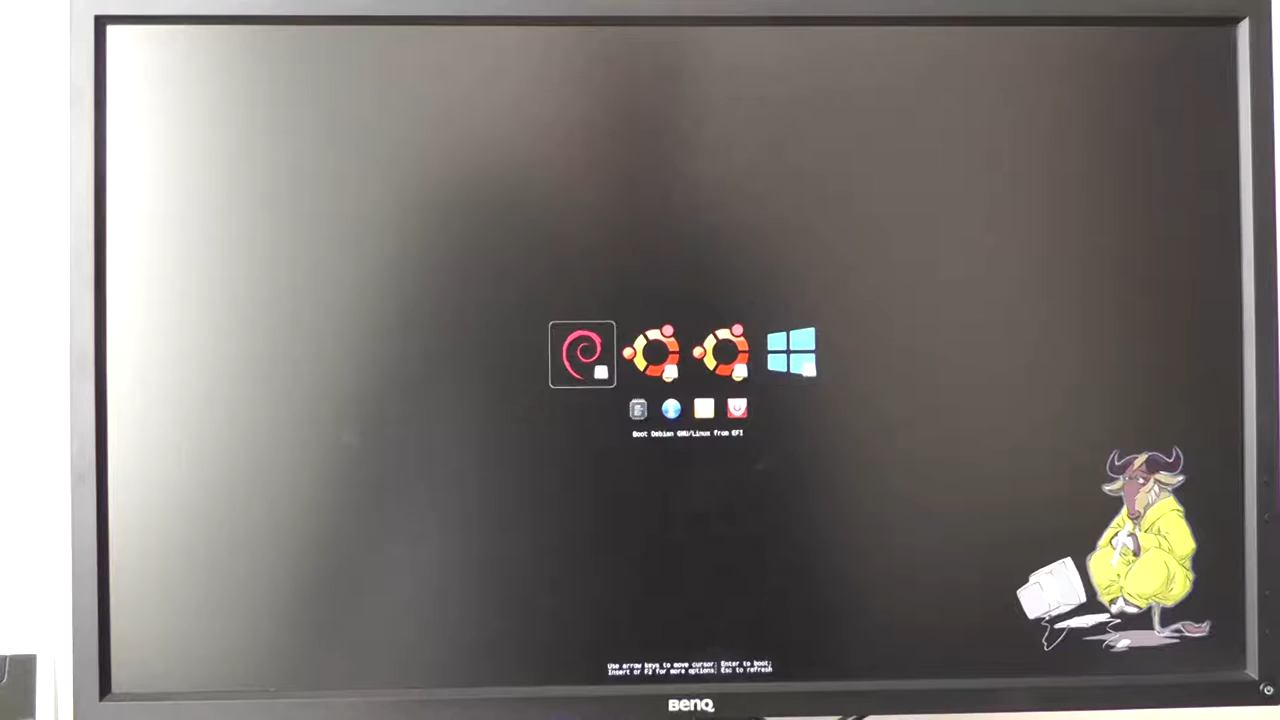 Boot Debian GNU/Linux from EFI
Use arrow keys to move cursor; Enter to boot;
Insert or F2 for more options; Esc to refresh
BenQ